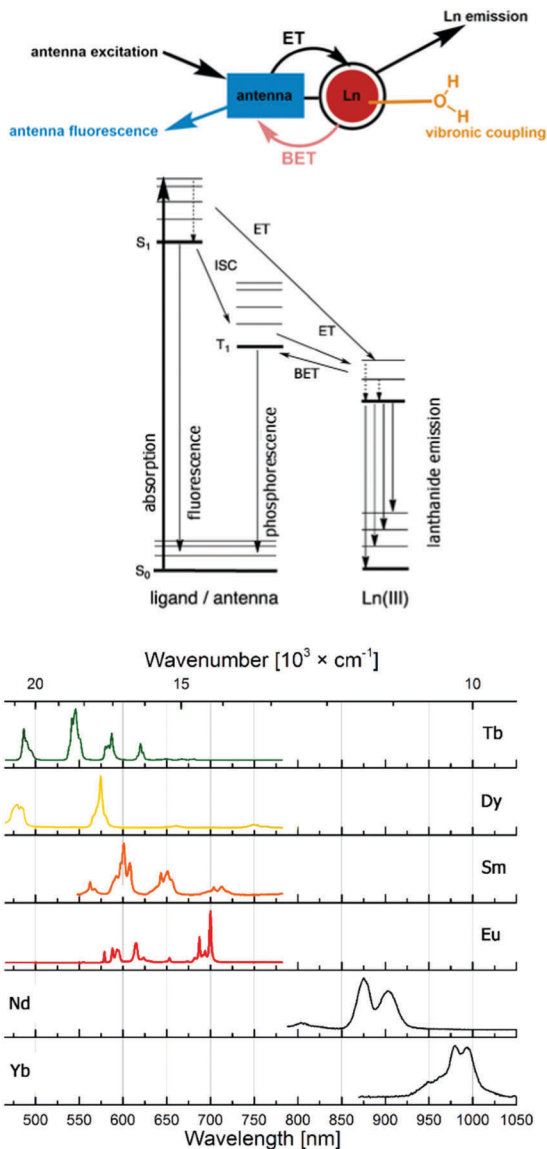 Ln emission
antenna excitation
ET
antenna
Ln
H
O
H
antenna fluorescence
vibronic coupling
BET
S1
ET
ISC
ET
T1
BET
absorption
fluorescence
phosphorescence
lanthanide emission
S0
ligand / antenna
Ln(III)
Wavenumber [10³ × cm⁻¹]
20 15 10
Tb
Dy
Sm
Eu
Nd
Yb
500 550 600 650 700 750 800 850 900 950 1000 1050
Wavelength [nm]